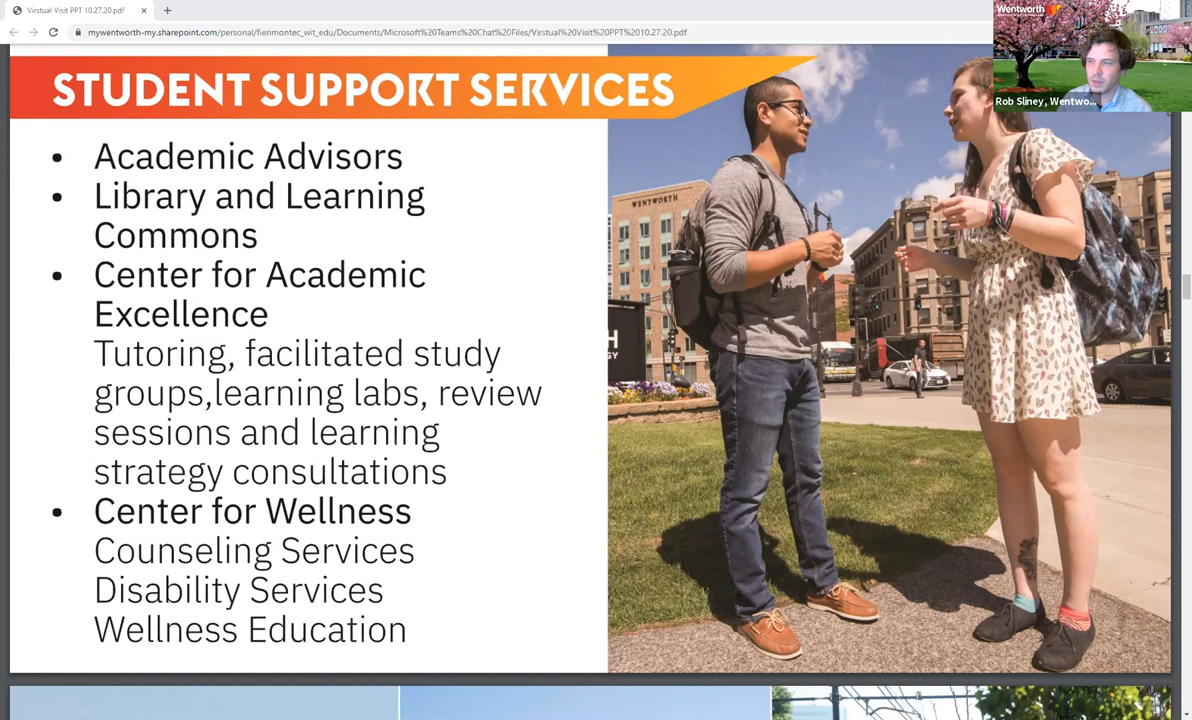 Virstual Visit PPT 10.27.20.pdf
mywentworth-my.sharepoint.com/personal/fierimontec_wit_edu/Documents/Microsoft%20Teams%20Chat%20Files/Virstual%20Visit%20PPT%2010.27.20.pdf
Wentworth
Rob Sliney, Wentwo...
STUDENT SUPPORT SERVICES
• Academic Advisors
• Library and Learning
Commons
• Center for Academic
Excellence
Tutoring, facilitated study
groups,learning labs, review
sessions and learning
strategy consultations
• Center for Wellness
Counseling Services
Disability Services
Wellness Education
WENTWORTH